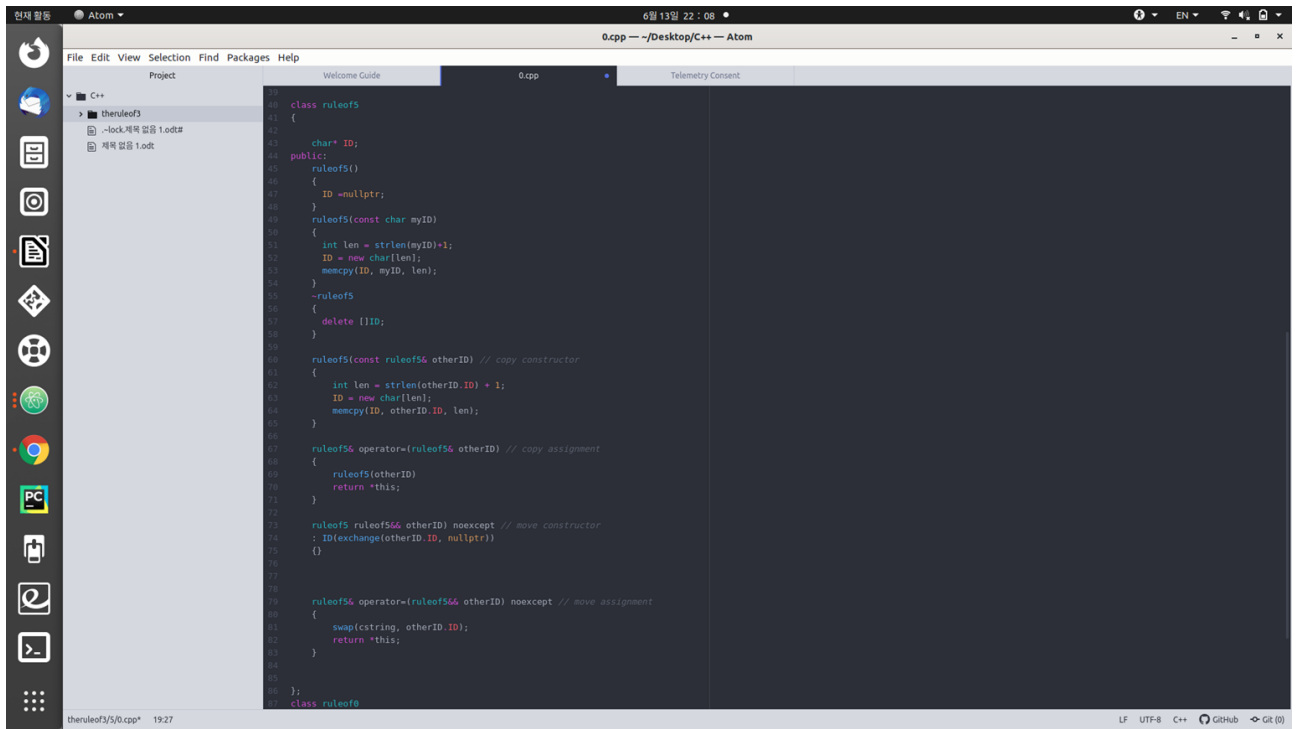 현재 활동 Atom 6월 13일 22 : 08 EN
0.cpp — ~/Desktop/C++ — Atom
File Edit View Selection Find Packages Help
Project Welcome Guide 0.cpp Telemetry Consent
C++
theruleof3
.~lock.제목 없음 1.odt#
제목 없음 1.odt
39
40 class ruleof5
41 {
42
43 char* ID;
44 public:
45 ruleof5()
46 {
47 ID =nullptr;
48 }
49 ruleof5(const char myID)
50 {
51 int len = strlen(myID)+1;
52 ID = new char[len];
53 memcpy(ID, myID, len);
54 }
55 ~ruleof5
56 {
57 delete []ID;
58 }
59
60 ruleof5(const ruleof5& otherID) // copy constructor
61 {
62 int len = strlen(otherID.ID) + 1;
63 ID = new char[len];
64 memcpy(ID, otherID.ID, len);
65 }
66
67 ruleof5& operator=(ruleof5& otherID) // copy assignment
68 {
69 ruleof5(otherID)
70 return *this;
71 }
72
73 ruleof5 ruleof5&& otherID) noexcept // move constructor
74 : ID(exchange(otherID.ID, nullptr))
75 {}
76
77
78
79 ruleof5& operator=(ruleof5&& otherID) noexcept // move assignment
80 {
81 swap(cstring, otherID.ID);
82 return *this;
83 }
84
85
86 };
87 class ruleof0
theruleof3/5/0.cpp* 19:27 LF UTF-8 C++ GitHub Git (0)
PC